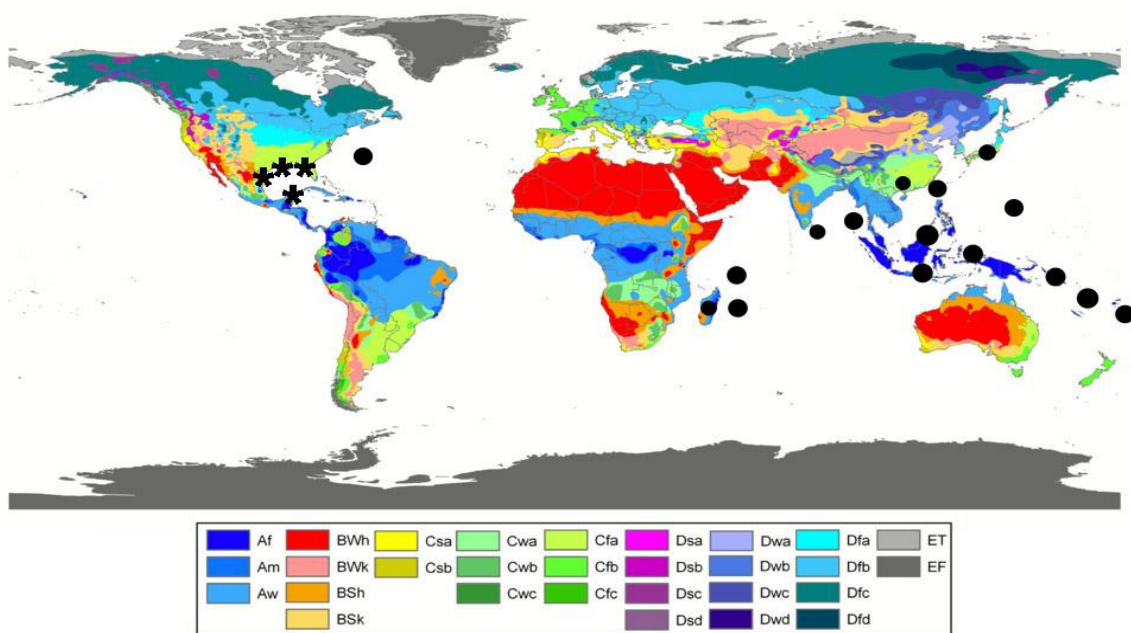 Af BWh Csa Cwa Cfa Dsa Dwa Dfa ET
Am BWk Csb Cwb Cfb Dsb Dwb Dfb EF
Aw BSh Cwc Cfc Dsc Dwc Dfc
BSk Dsd Dwd Dfd